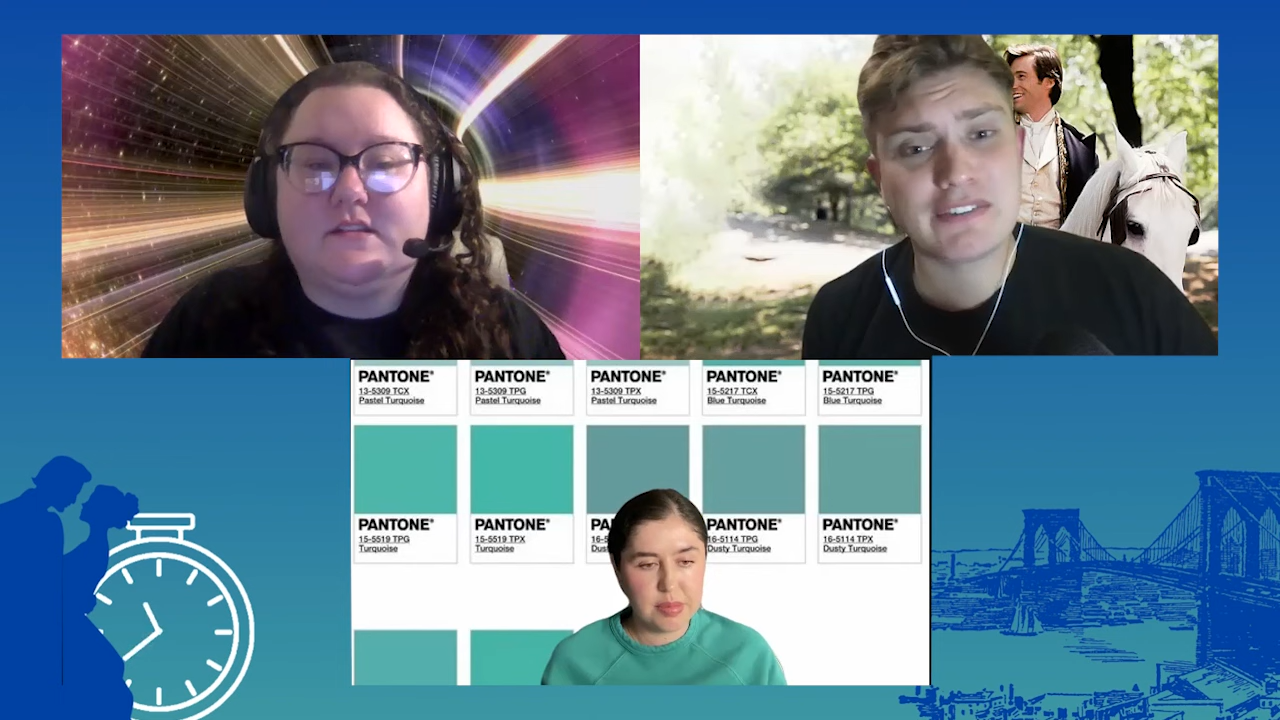 PANTONE®
13-5309 TCX
Pastel Turquoise
PANTONE®
13-5309 TPG
Pastel Turquoise
PANTONE®
13-5309 TPX
Pastel Turquoise
PANTONE®
15-5217 TCX
Blue Turquoise
PANTONE®
15-5217 TPG
Blue Turquoise
PANTONE®
15-5519 TPG
Turquoise
PANTONE®
15-5519 TPX
Turquoise
PANTONE®
16-5114 TPG
Dusty Turquoise
PANTONE®
16-5114 TPX
Dusty Turquoise